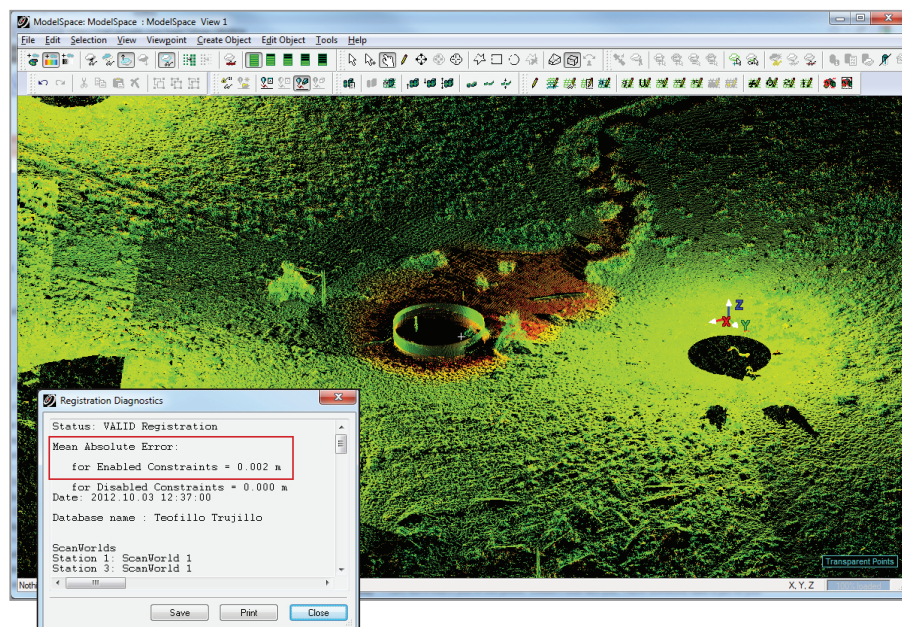 ModelSpace: ModelSpace : ModelSpace View 1
File Edit Selection View Viewpoint Create Object Edit Object Tools Help
Z
X Y
Registration Diagnostics
Status: VALID Registration
Mean Absolute Error:
for Enabled Constraints = 0.002 m
for Disabled Constraints = 0.000 m
Date: 2012.10.03 12:37:00
Database name : Teofillo Trujillo
ScanWorlds
Station 1: ScanWorld 1
Station 3: ScanWorld 1
Save Print Close
Transparent Points
Noth
X, Y, Z